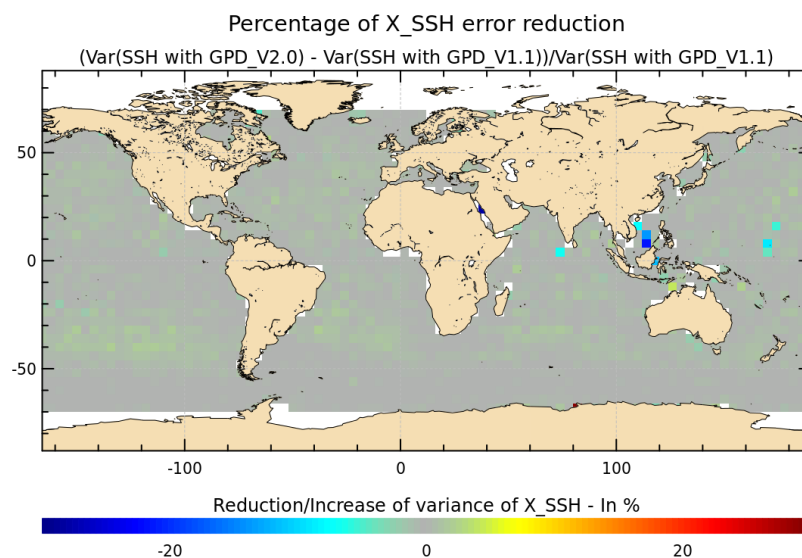 Percentage of X_SSH error reduction
(Var(SSH with GPD_V2.0) - Var(SSH with GPD_V1.1))/Var(SSH with GPD_V1.1)
50
0
-50
-100 0 100
Reduction/Increase of variance of X_SSH - In %
-20 0 20